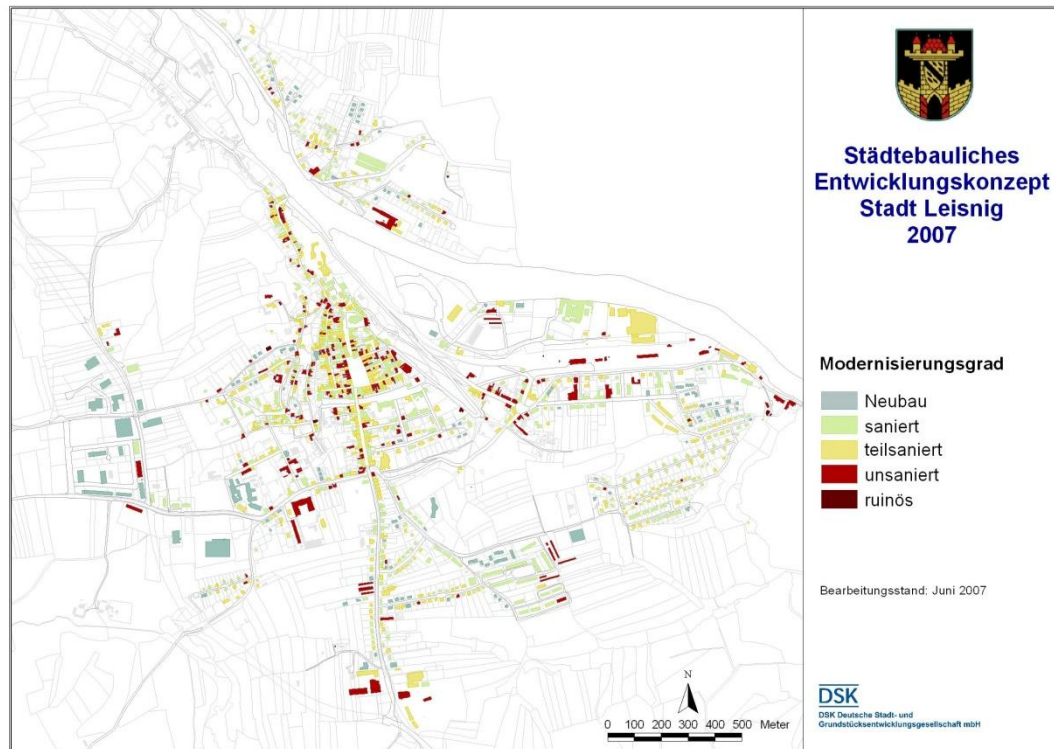 Städtebauliches
Entwicklungskonzept
Stadt Leisnig
2007
Modernisierungsgrad
Neubau
saniert
teilsaniert
unsaniert
ruinös
Bearbeitungsstand: Juni 2007
N
0 100 200 300 400 500 Meter
DSK
DSK Deutsche Stadt- und
Grundstücksentwicklungsgesellschaft mbH